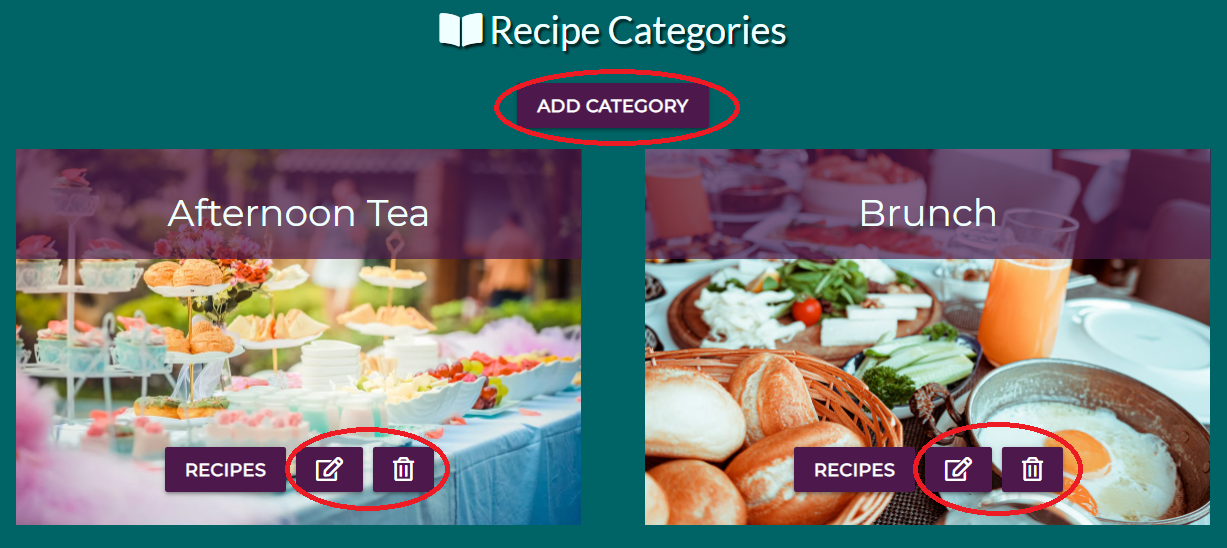 Recipe Categories
ADD CATEGORY
Afternoon Tea
Brunch
RECIPES
RECIPES